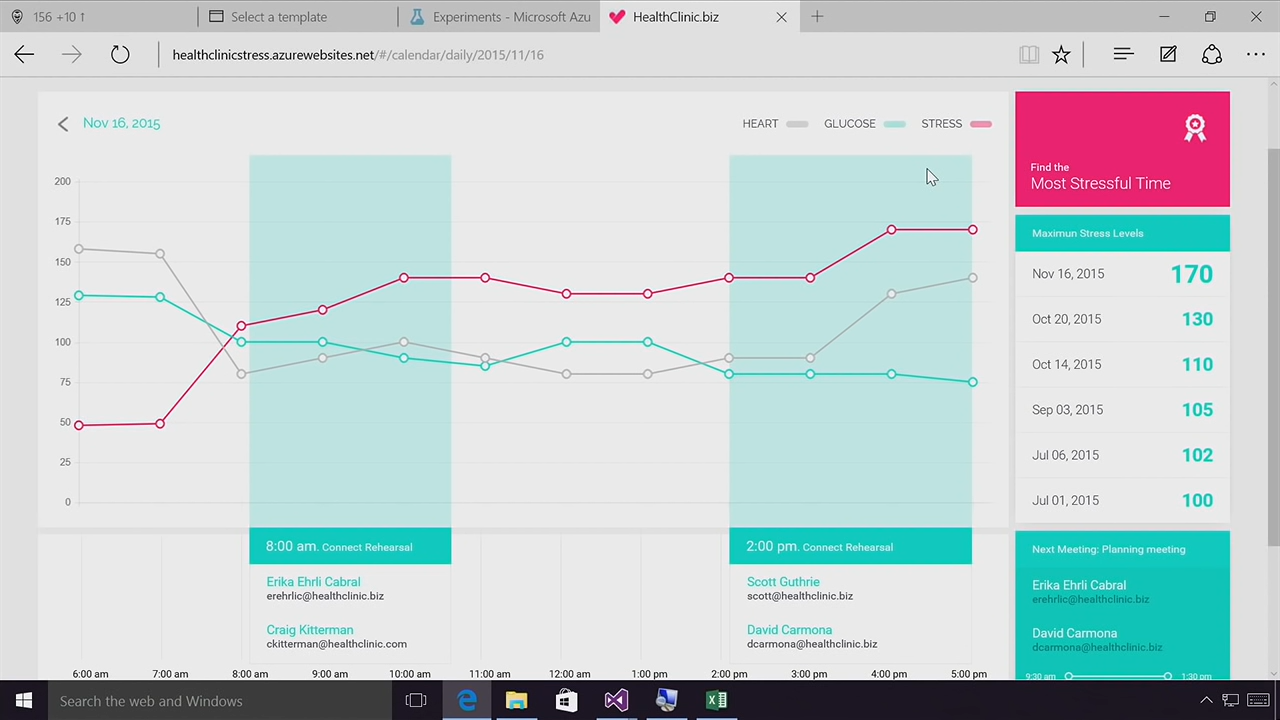 156 +10 ↑
Select a template
Experiments - Microsoft Azu
HealthClinic.biz
healthclinicstress.azurewebsites.net/#/calendar/daily/2015/11/16
Nov 16, 2015
HEART
GLUCOSE
STRESS
200
175
150
125
100
75
50
25
0
8:00 am. Connect Rehearsal
Erika Ehrli Cabral
erehrlic@healthclinic.biz
Craig Kitterman
ckitterman@healthclinic.com
2:00 pm. Connect Rehearsal
Scott Guthrie
scott@healthclinic.biz
David Carmona
dcarmona@healthclinic.biz
6:00 am
7:00 am
8:00 am
9:00 am
10:00 am
11:00 am
12:00 am
1:00 pm
2:00 pm
3:00 pm
4:00 pm
5:00 pm
Find the
Most Stressful Time
Maximun Stress Levels
Nov 16, 2015 170
Oct 20, 2015 130
Oct 14, 2015 110
Sep 03, 2015 105
Jul 06, 2015 102
Jul 01, 2015 100
Next Meeting: Planning meeting
Erika Ehrli Cabral
erehrlic@healthclinic.biz
David Carmona
dcarmona@healthclinic.biz
9:30 am
1:30 pm
Search the web and Windows